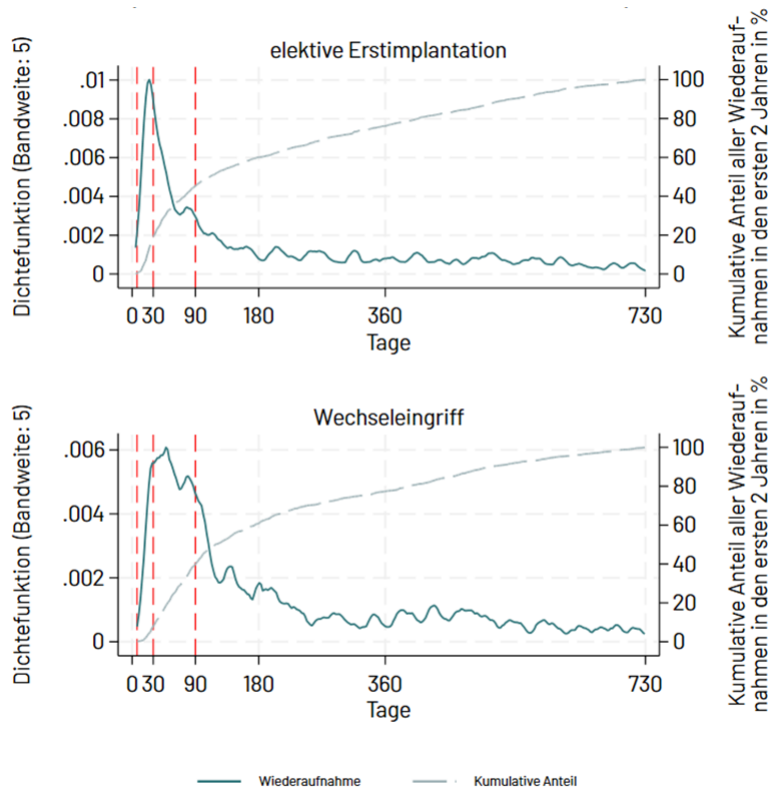 elektive Erstimplantation
Dichtefunktion (Bandweite: 5)
.01
.008
.006
.004
.002
0
100
80
60
40
20
0
Kumulative Anteil aller Wiederauf-
nahmen in den ersten 2 Jahren in %
0 30 90 180 360 730
Tage
Wechseleingriff
Dichtefunktion (Bandweite: 5)
.006
.004
.002
0
100
80
60
40
20
0
Kumulative Anteil aller Wiederauf-
nahmen in den ersten 2 Jahren in %
0 30 90 180 360 730
Tage
Wiederaufnahme Kumulative Anteil